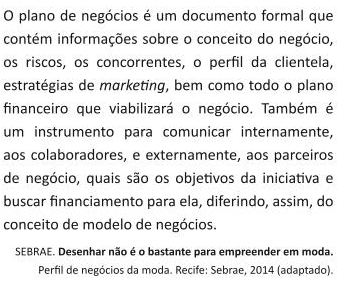 O plano de negócios é um documento formal que
contém informações sobre o conceito do negócio,
os riscos, os concorrentes, o perfil da clientela,
estratégias de marketing, bem como todo o plano
financeiro que viabilizará o negócio. Também é
um instrumento para comunicar internamente,
aos colaboradores, e externamente, aos parceiros
de negócio, quais são os objetivos da iniciativa e
buscar financiamento para ela, diferindo, assim, do
conceito de modelo de negócios.
SEBRAE. Desenhar não é o bastante para empreender em moda.
Perfil de negócios da moda. Recife: Sebrae, 2014 (adaptado).